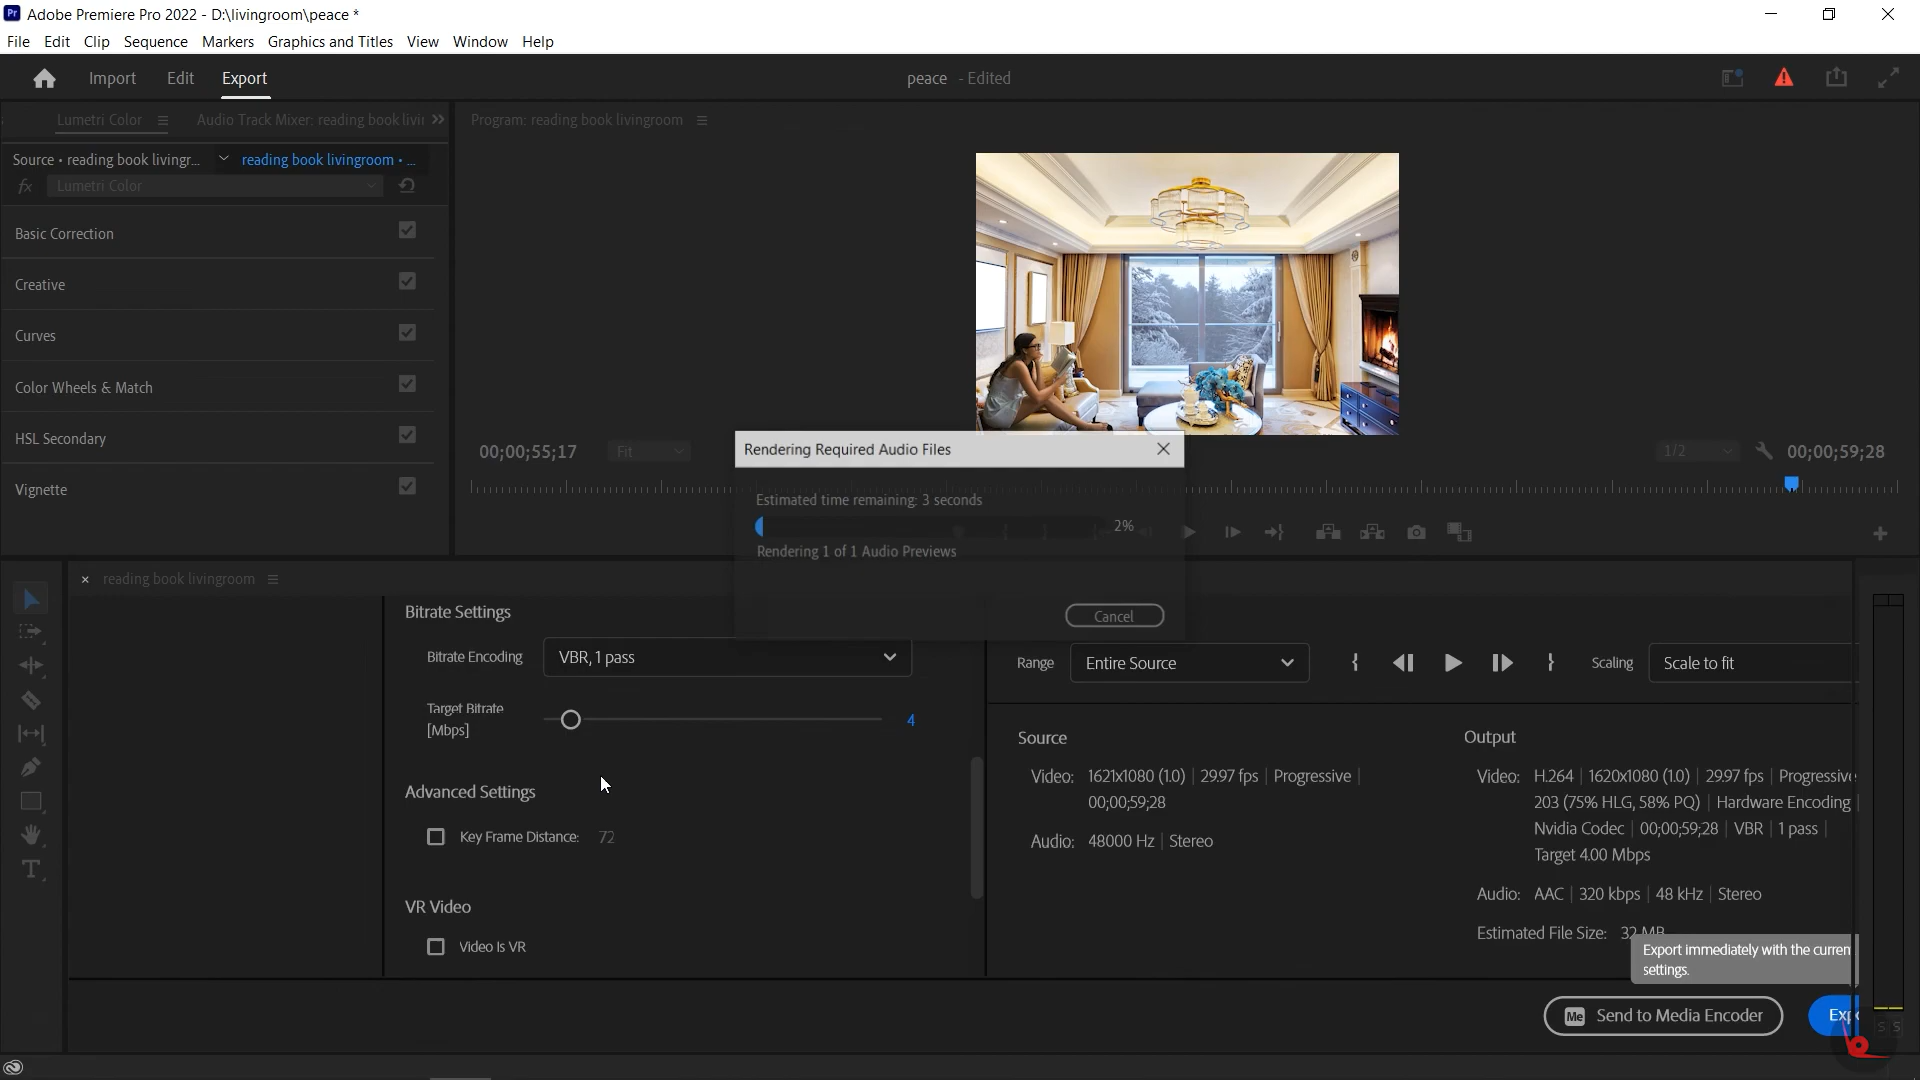 Adobe Premiere Pro 2022 - D:\livingroom\peace *
File Edit Clip Sequence Markers Graphics and Titles View Window Help
Import Edit Export
peace - Edited
Lumetri Color
Audio Track Mixer: reading book livi
Program: reading book livingroom
Source • reading book livingr...
reading book livingroom • ...
fx Lumetri Color
Basic Correction
Creative
Curves
Color Wheels & Match
HSL Secondary
Vignette
00;00;55;17
Fit
1/2
00;00;59;28
Rendering Required Audio Files
Estimated time remaining: 3 seconds
2%
Rendering 1 of 1 Audio Previews
Cancel
reading book livingroom
Bitrate Settings
Bitrate Encoding
VBR, 1 pass
Target Bitrate
[Mbps]
4
Advanced Settings
Key Frame Distance: 72
VR Video
Video Is VR
Range
Entire Source
Scaling
Scale to fit
Source
Video: 1621x1080 (1.0) | 29.97 fps | Progressive |
00;00;59;28
Audio: 48000 Hz | Stereo
Output
Video: H.264 | 1620x1080 (1.0) | 29.97 fps | Progressive
203 (75% HLG, 58% PQ) | Hardware Encoding
Nvidia Codec | 00;00;59;28 | VBR | 1 pass |
Target 4.00 Mbps
Audio: AAC | 320 kbps | 48 kHz | Stereo
Estimated File Size: 32 MB
Export immediately with the curren
settings.
Me Send to Media Encoder
Exp
S S